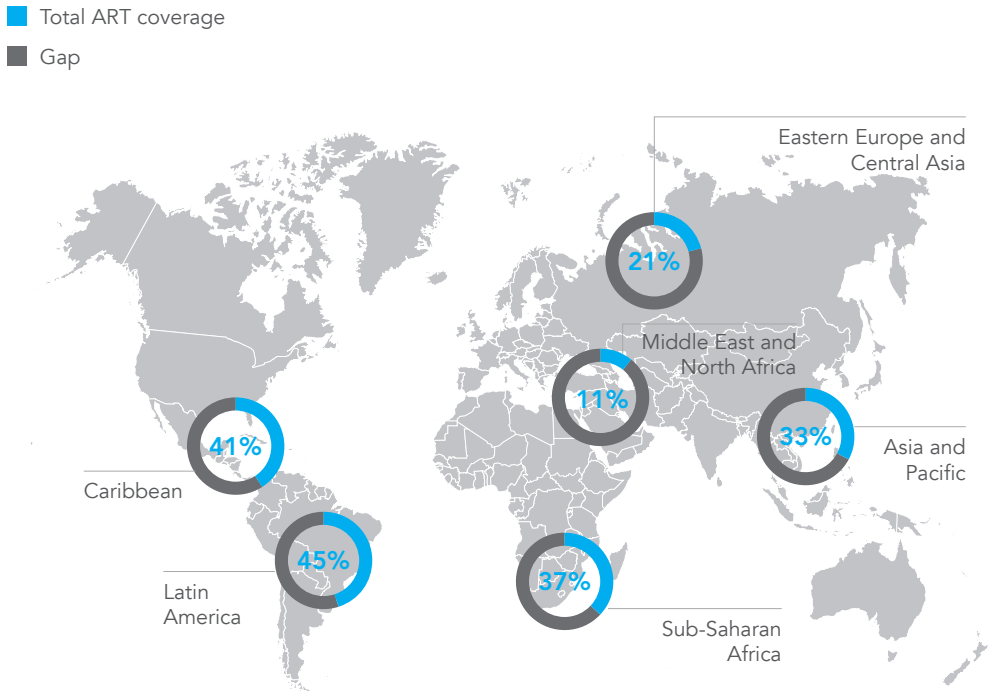 Total ART coverage
Gap
Eastern Europe and
Central Asia
21%
Middle East and
North Africa
11%
41%
Caribbean
33%
Asia and
Pacific
45%
Latin
America
37%
Sub-Saharan
Africa